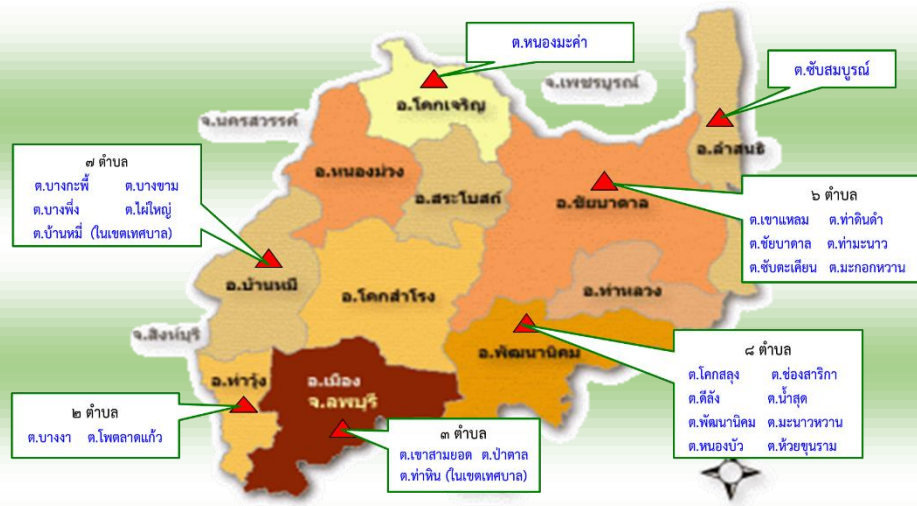 ต.หนองมะค่า
ต.ซับสมบูรณ์
จ.เพชรบูรณ์
อ.โคกเจริญ
จ.นครสวรรค์
อ.ลำสนธิ
๗ ตำบล
ต.บางกะพี้ ต.บางขาม
ต.บางพึ่ง ต.ไผ่ใหญ่
ต.บ้านหมี่ (ในเขตเทศบาล)
อ.หนองม่วง
อ.สระโบสถ์
อ.ชัยบาดาล
๖ ตำบล
ต.เขาแหลม ต.ท่าดินดำ
ต.ชัยบาดาล ต.ท่ามะนาว
ต.ซับตะเคียน ต.มะกอกหวาน
อ.บ้านหมี่
อ.โคกสำโรง
อ.ท่าหลวง
จ.สิงห์บุรี
อ.พัฒนานิคม
๘ ตำบล
ต.โคกสลุง ต.ช่องสาริกา
ต.ดีลัง ต.น้ำสุด
ต.พัฒนานิคม ต.มะนาวหวาน
ต.หนองบัว ต.ห้วยขุนราม
อ.ท่าวุ้ง
อ.เมือง
จ.ลพบุรี
๒ ตำบล
ต.บางงา ต.โพตลาดแก้ว
๓ ตำบล
ต.เขาสามยอด ต.ป่าตาล
ต.ท่าหิน (ในเขตเทศบาล)